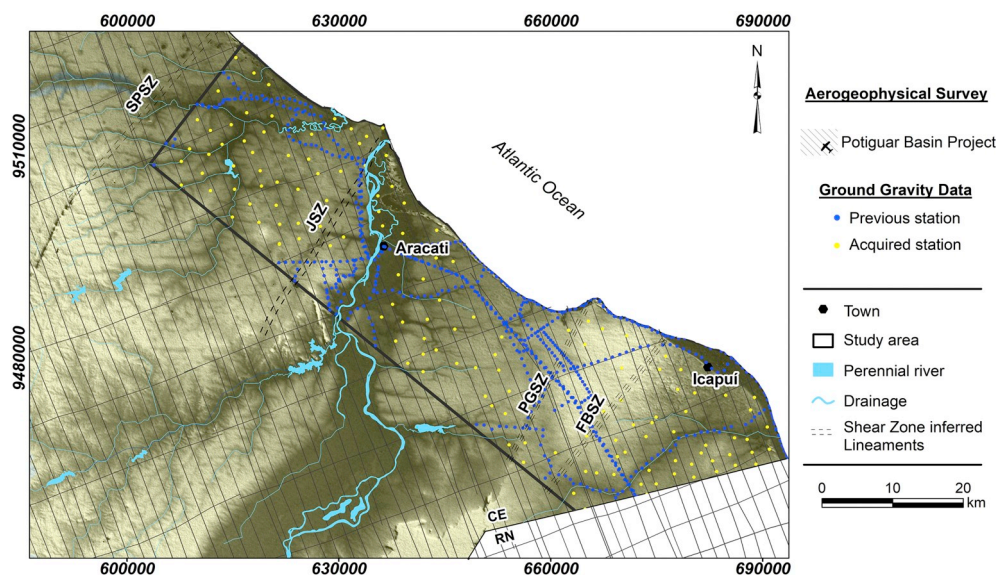 600000
630000
660000
690000
N
SPSZ
9510000
Atlantic Ocean
JSZ
Aracati
9480000
PGSZ
FBSZ
Icapuí
CE
RN
600000
630000
660000
690000
Aerogeophysical Survey
Potiguar Basin Project
Ground Gravity Data
Previous station
Acquired station
Town
Study area
Perennial river
Drainage
Shear Zone inferred
Lineaments
0 10 20
km